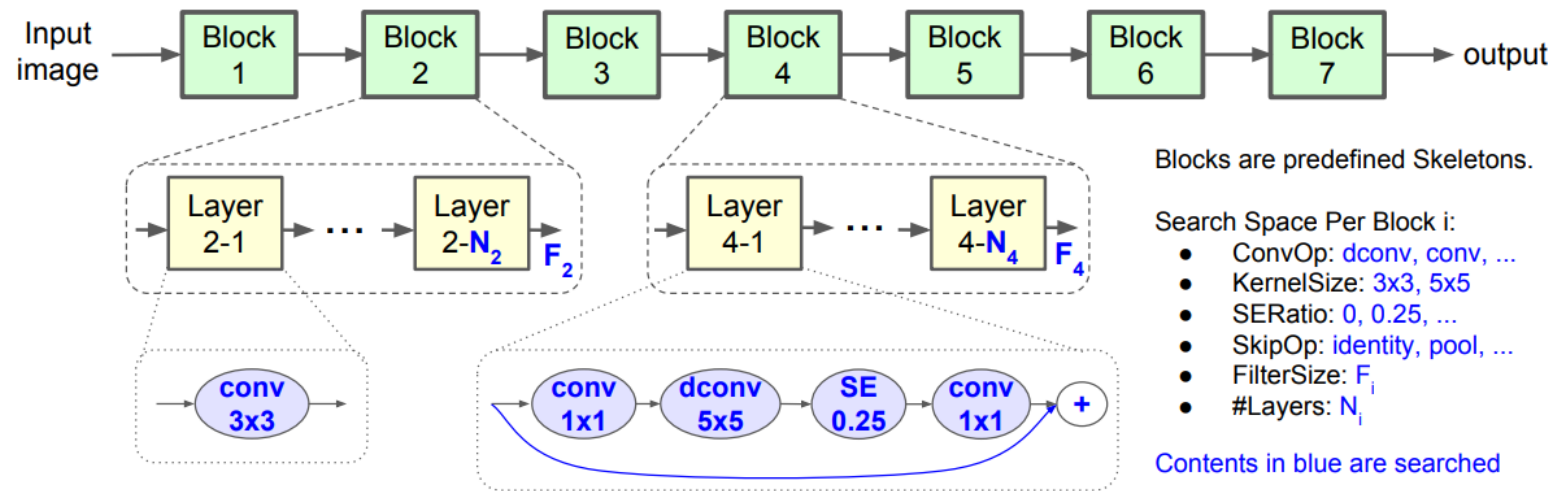 Input
image
Block
1
Block
2
Block
3
Block
4
Block
5
Block
6
Block
7
output
Layer
2-1
...
Layer
2-N2
F2
Layer
4-1
...
Layer
4-N4
F4
conv
3x3
conv
1x1
dconv
5x5
SE
0.25
conv
1x1
+
Blocks are predefined Skeletons.
Search Space Per Block i:
● ConvOp: dconv, conv, ...
● KernelSize: 3x3, 5x5
● SERatio: 0, 0.25, ...
● SkipOp: identity, pool, ...
● FilterSize: Fi
● #Layers: Ni
Contents in blue are searched